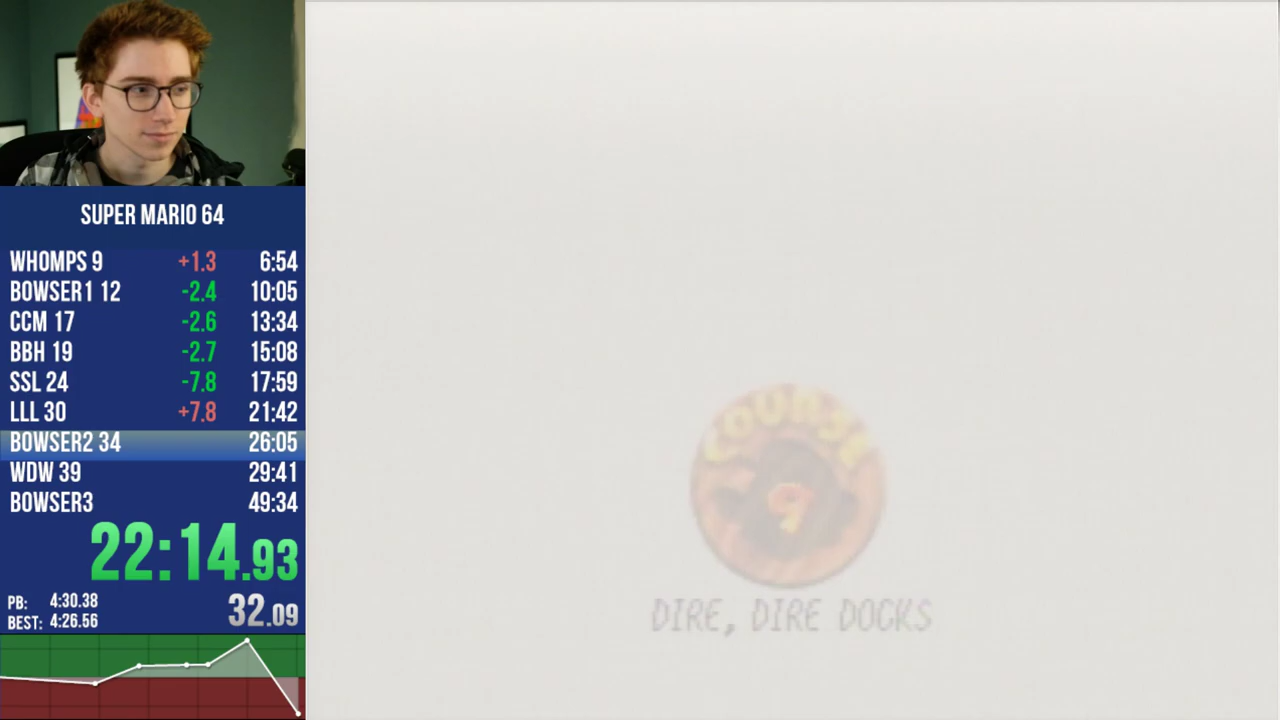 SUPER MARIO 64
WHOMPS 9 +1.3 6:54
BOWSER1 12 -2.4 10:05
CCM 17 -2.6 13:34
BBH 19 -2.7 15:08
SSL 24 -7.8 17:59
LLL 30 +7.8 21:42
BOWSER2 34 26:05
WDW 39 29:41
BOWSER3 49:34
22:14.93
PB: 4:30.38
BEST: 4:26.56
32.09
COURSE
9
DIRE, DIRE DOCKS